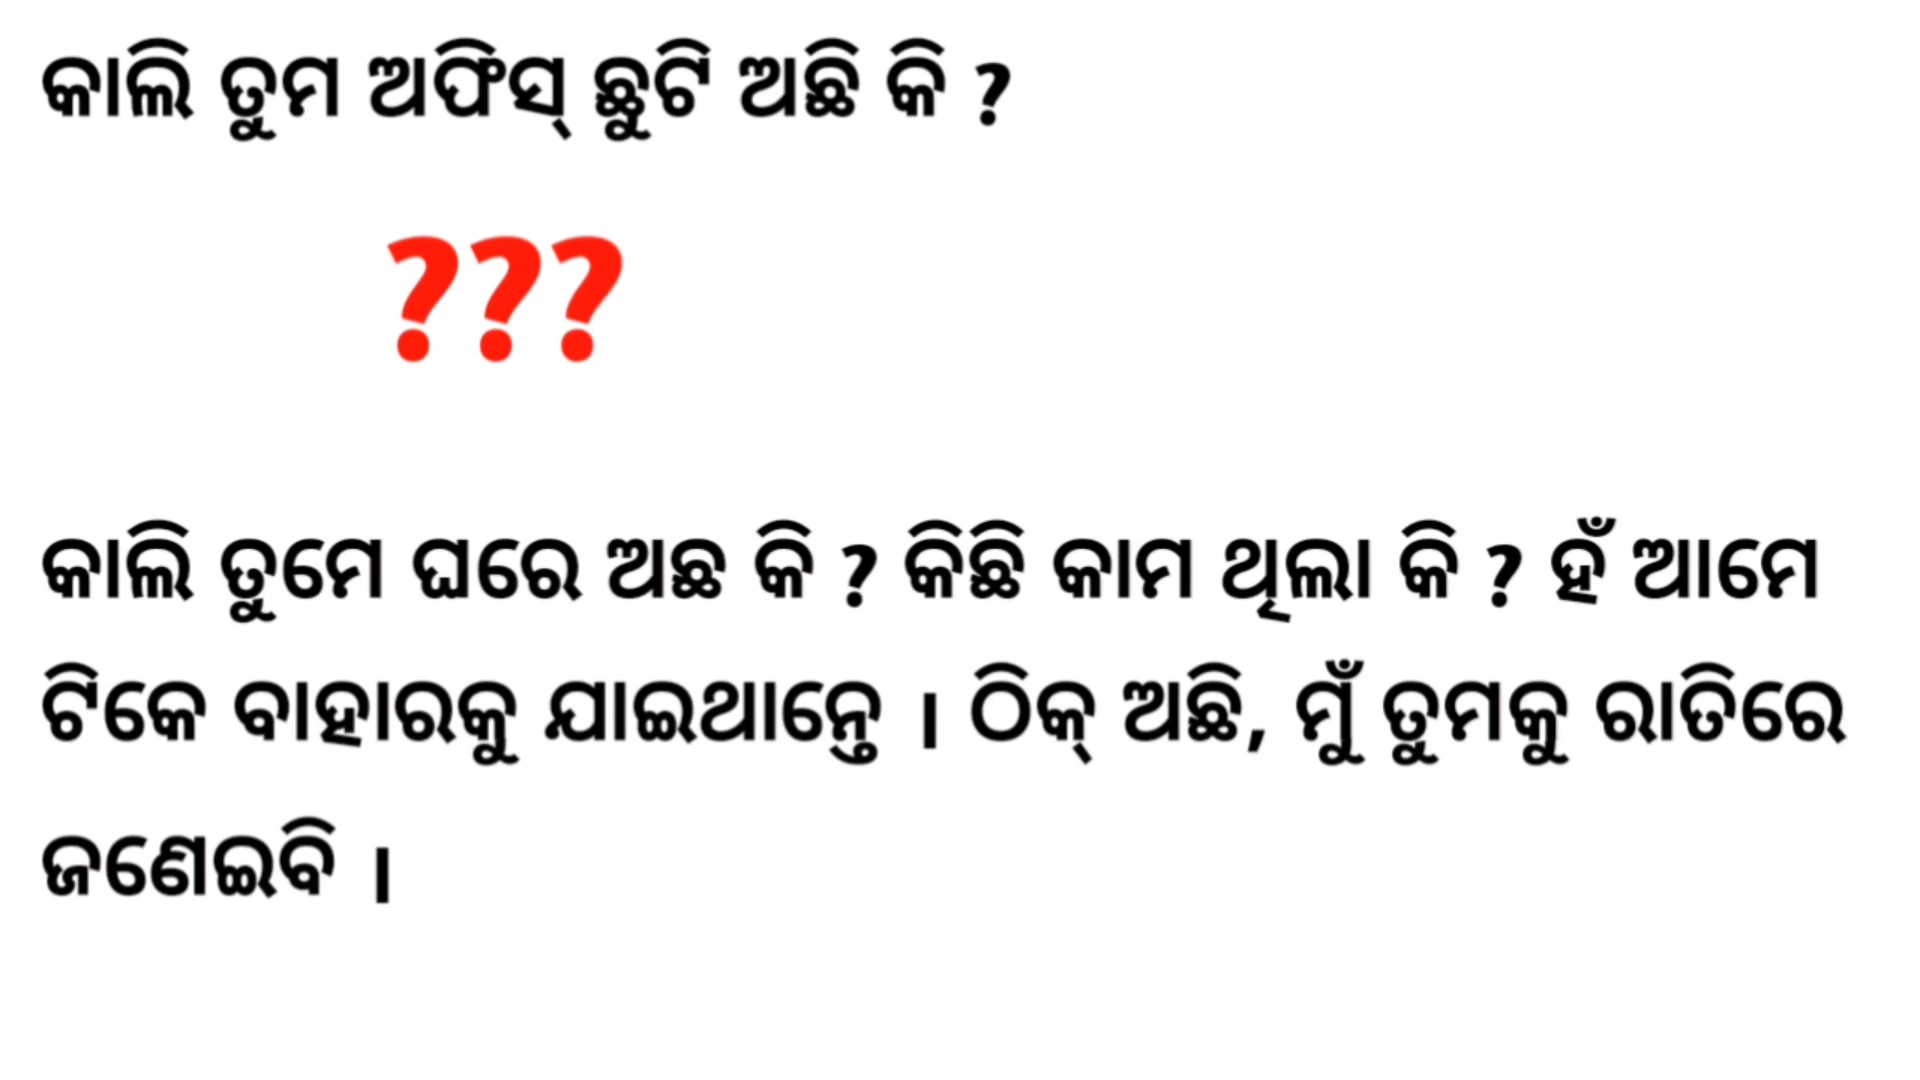 କାଲି ତୁମ ଅଫିସ୍ ଛୁଟି ଅଛି କି ?
???
କାଲି ତୁମେ ଘରେ ଅଛ କି ? କିଛି କାମ ଥିଲା କି ? ହଁ ଆମେ
ଟିକେ ବାହାରକୁ ଯାଇଥାନ୍ତେ । ଠିକ୍ ଅଛି, ମୁଁ ତୁମକୁ ରାତିରେ
ଜଣେଇବି ।